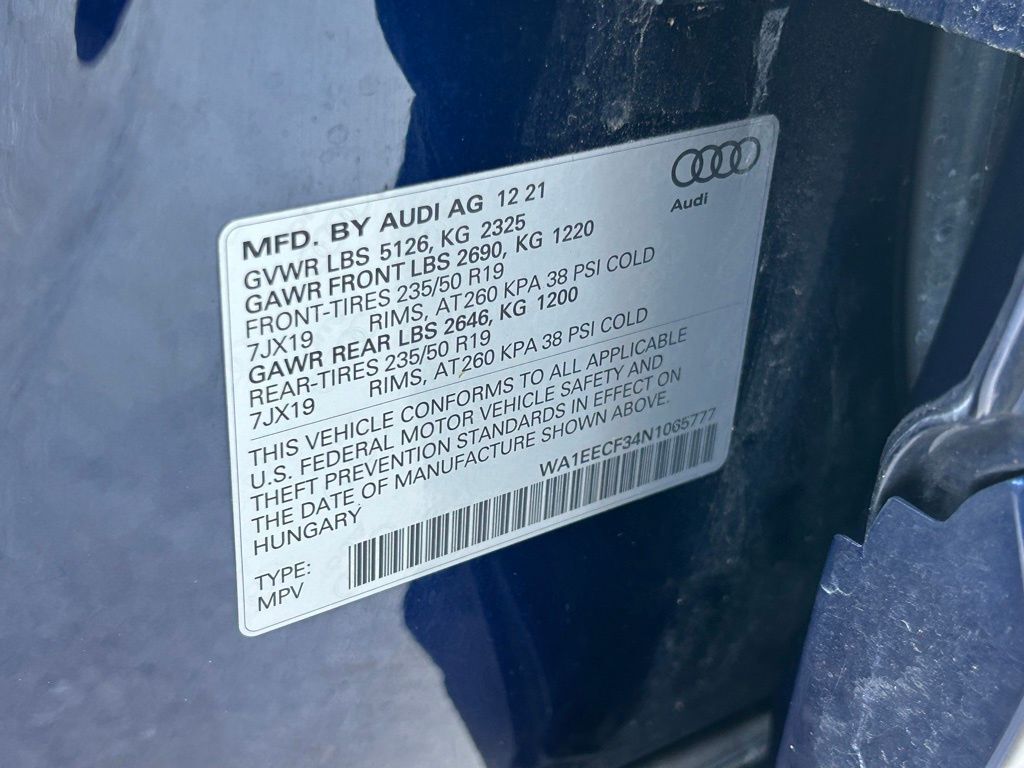 Audi
MFD. BY AUDI AG 12 21
GVWR LBS 5126, KG 2325
GAWR FRONT LBS 2690, KG 1220
FRONT-TIRES 235/50 R19
7JX19 RIMS, AT260 KPA 38 PSI COLD
GAWR REAR LBS 2646, KG 1200
REAR-TIRES 235/50 R19
7JX19 RIMS, AT260 KPA 38 PSI COLD
THIS VEHICLE CONFORMS TO ALL APPLICABLE
U.S. FEDERAL MOTOR VEHICLE SAFETY AND
THEFT PREVENTION STANDARDS IN EFFECT ON
THE DATE OF MANUFACTURE SHOWN ABOVE.
HUNGARY WA1EECF34N1065777
TYPE:
MPV